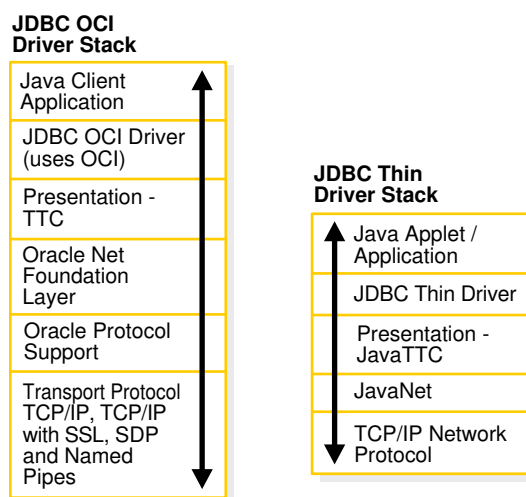 JDBC OCI
Driver Stack
Java Client
Application
JDBC OCI Driver
(uses OCI)
Presentation -
TTC
Oracle Net
Foundation
Layer
Oracle Protocol
Support
Transport Protocol
TCP/IP, TCP/IP
with SSL, SDP
and Named
Pipes
JDBC Thin
Driver Stack
Java Applet /
Application
JDBC Thin Driver
Presentation -
JavaTTC
JavaNet
TCP/IP Network
Protocol